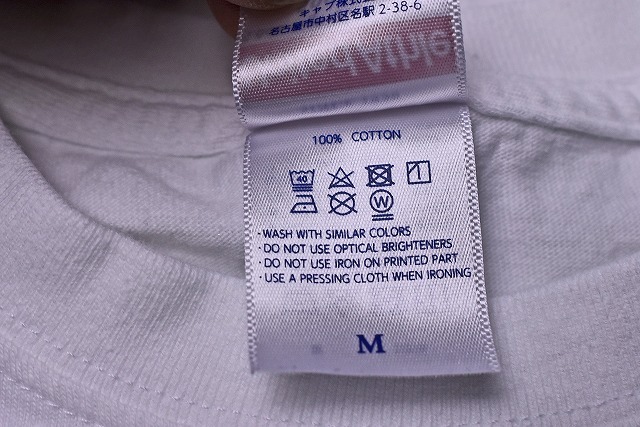 キャブ株式
名古屋市中村区名駅 2-38-6
Athle
100% COTTON
40
1
W
・WASH WITH SIMILAR COLORS
・DO NOT USE OPTICAL BRIGHTENERS
・DO NOT USE IRON ON PRINTED PART
・USE A PRESSING CLOTH WHEN IRONING
M